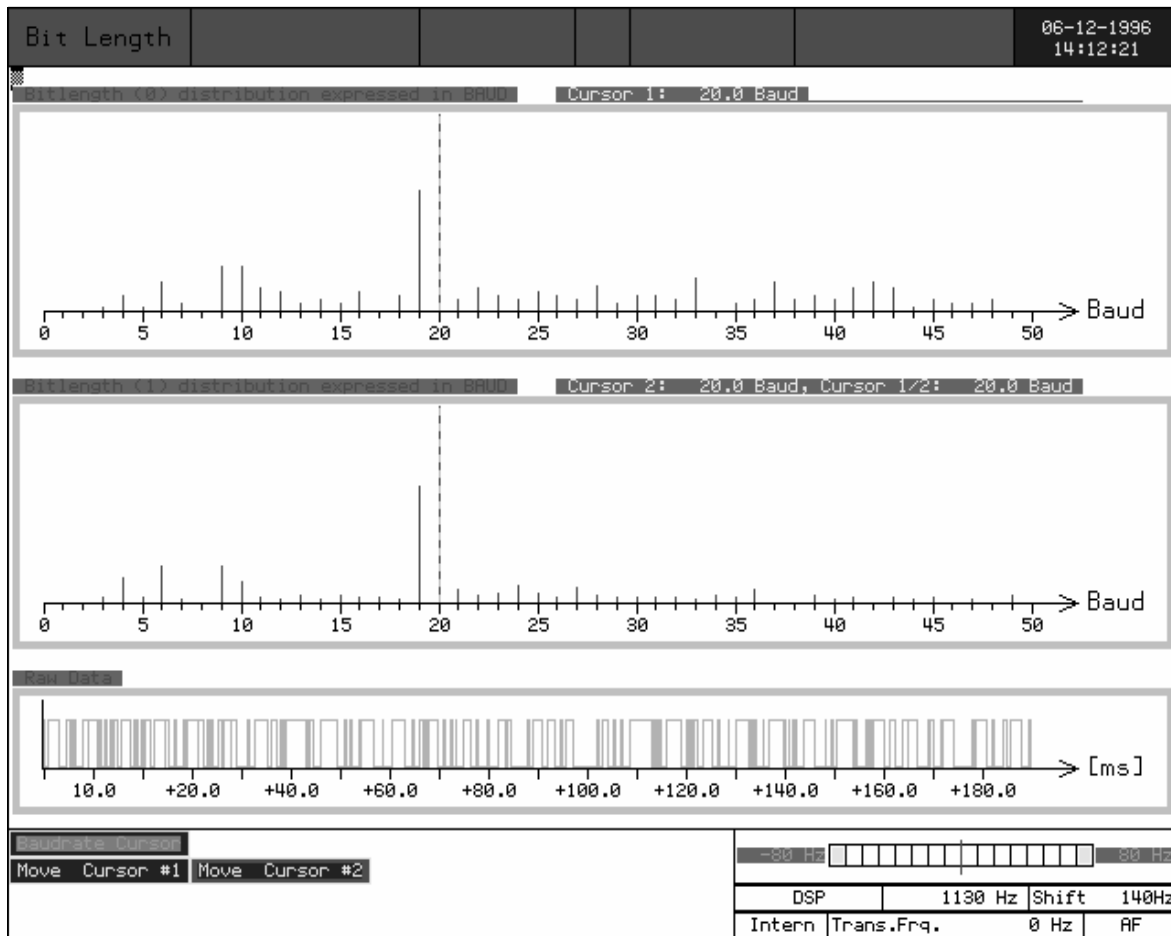 Bit Length
06-12-1996
14:12:21
Bitlength (0) distribution expressed in BAUD Cursor 1: 20.0 Baud
Baud
0 5 10 15 20 25 30 35 40 45 50
Bitlength (1) distribution expressed in BAUD Cursor 2: 20.0 Baud, Cursor 1/2: 20.0 Baud
Baud
0 5 10 15 20 25 30 35 40 45 50
Raw Data
[ms]
10.0 +20.0 +40.0 +60.0 +80.0 +100.0 +120.0 +140.0 +160.0 +180.0
Baudrate Cursor
Move Cursor #1 Move Cursor #2
-80 Hz 80 Hz
DSP 1130 Hz Shift 140Hz
Intern Trans.Frq. 0 Hz AF